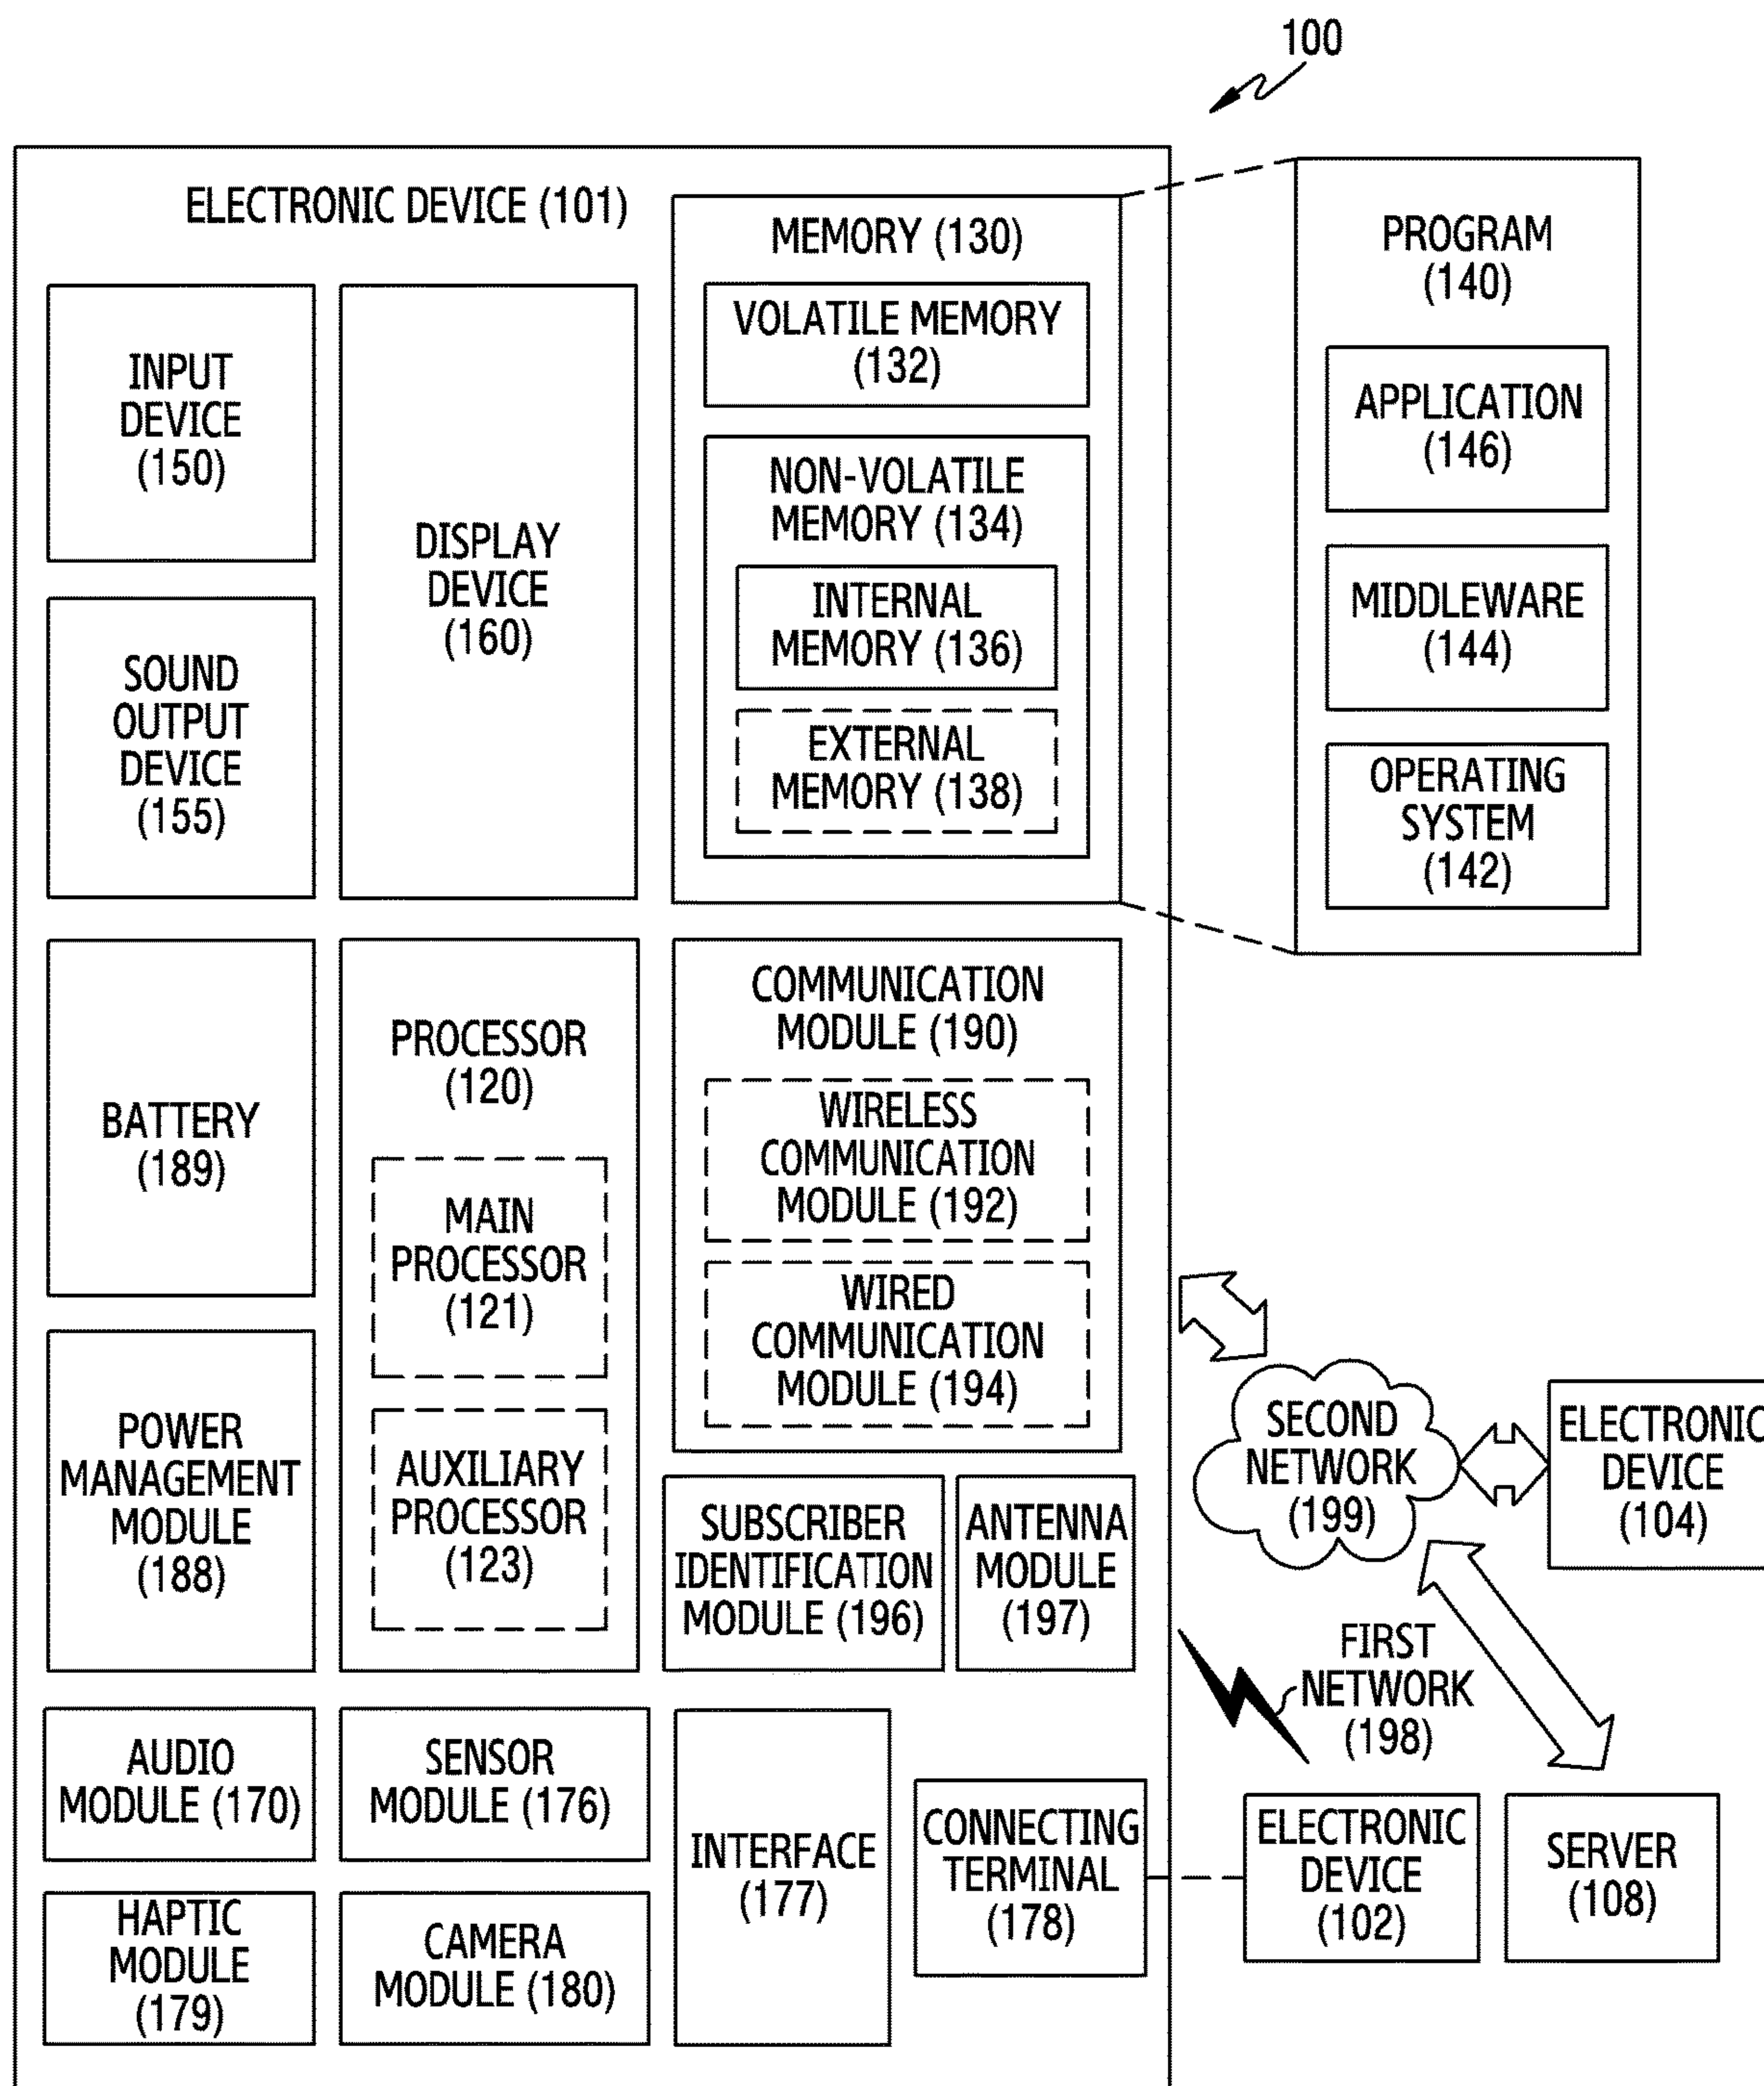 100
ELECTRONIC DEVICE (101)
INPUT
DEVICE
(150)
SOUND
OUTPUT
DEVICE
(155)
DISPLAY
DEVICE
(160)
MEMORY (130)
VOLATILE MEMORY
(132)
NON-VOLATILE
MEMORY (134)
INTERNAL
MEMORY (136)
EXTERNAL
MEMORY (138)
PROGRAM
(140)
APPLICATION
(146)
MIDDLEWARE
(144)
OPERATING
SYSTEM
(142)
BATTERY
(189)
POWER
MANAGEMENT
MODULE
(188)
PROCESSOR
(120)
MAIN
PROCESSOR
(121)
AUXILIARY
PROCESSOR
(123)
COMMUNICATION
MODULE (190)
WIRELESS
COMMUNICATION
MODULE (192)
WIRED
COMMUNICATION
MODULE (194)
SUBSCRIBER
IDENTIFICATION
MODULE (196)
ANTENNA
MODULE
(197)
SECOND
NETWORK
(199)
ELECTRONIC
DEVICE
(104)
FIRST
NETWORK
(198)
AUDIO
MODULE (170)
SENSOR
MODULE (176)
HAPTIC
MODULE
(179)
CAMERA
MODULE (180)
INTERFACE
(177)
CONNECTING
TERMINAL
(178)
ELECTRONIC
DEVICE
(102)
SERVER
(108)